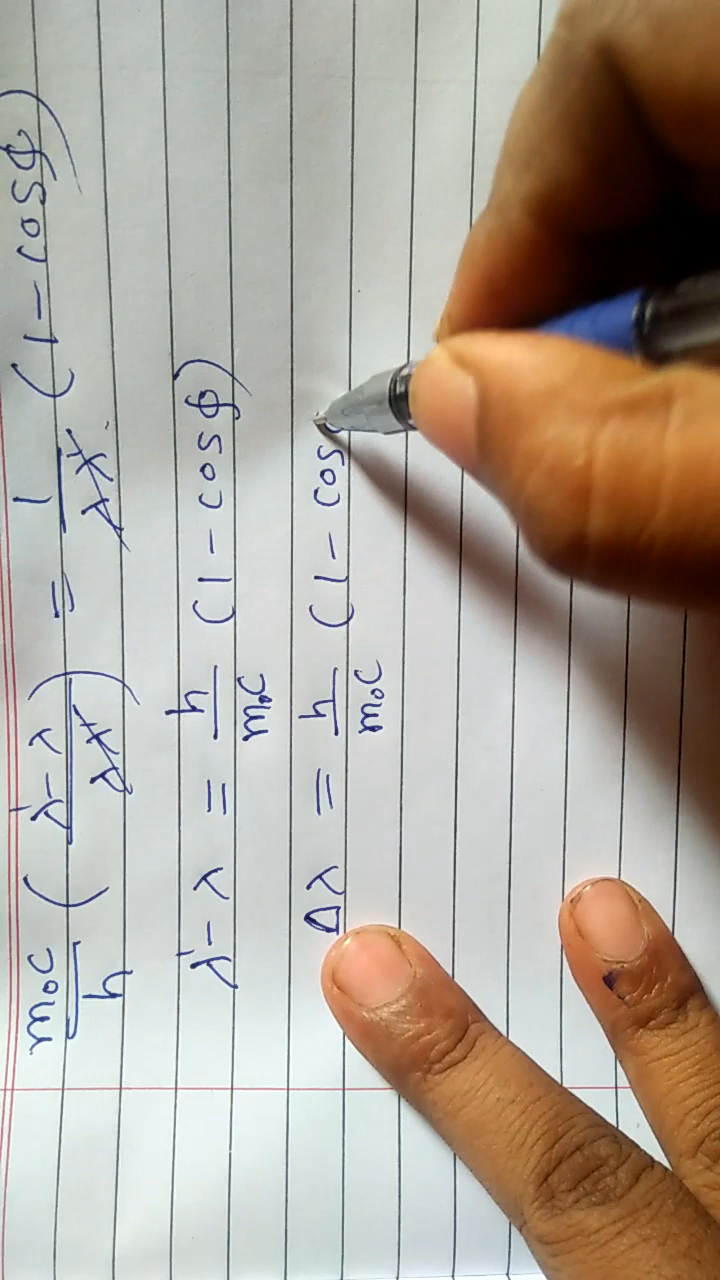 m₀c/h ( λ'-λ / λλ' ) = 1/λλ' (1 - cosϕ)
λ'-λ = h/m₀c (1 - cosϕ)
Δλ = h/m₀c (1 - cos